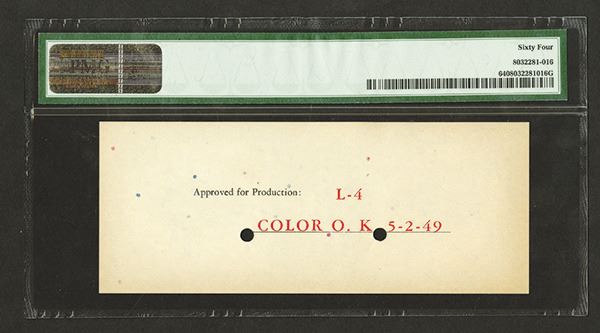 Sixty Four
8032281-016
6408032281016G
Approved for Production: L-4
COLOR O. K 5-2-49